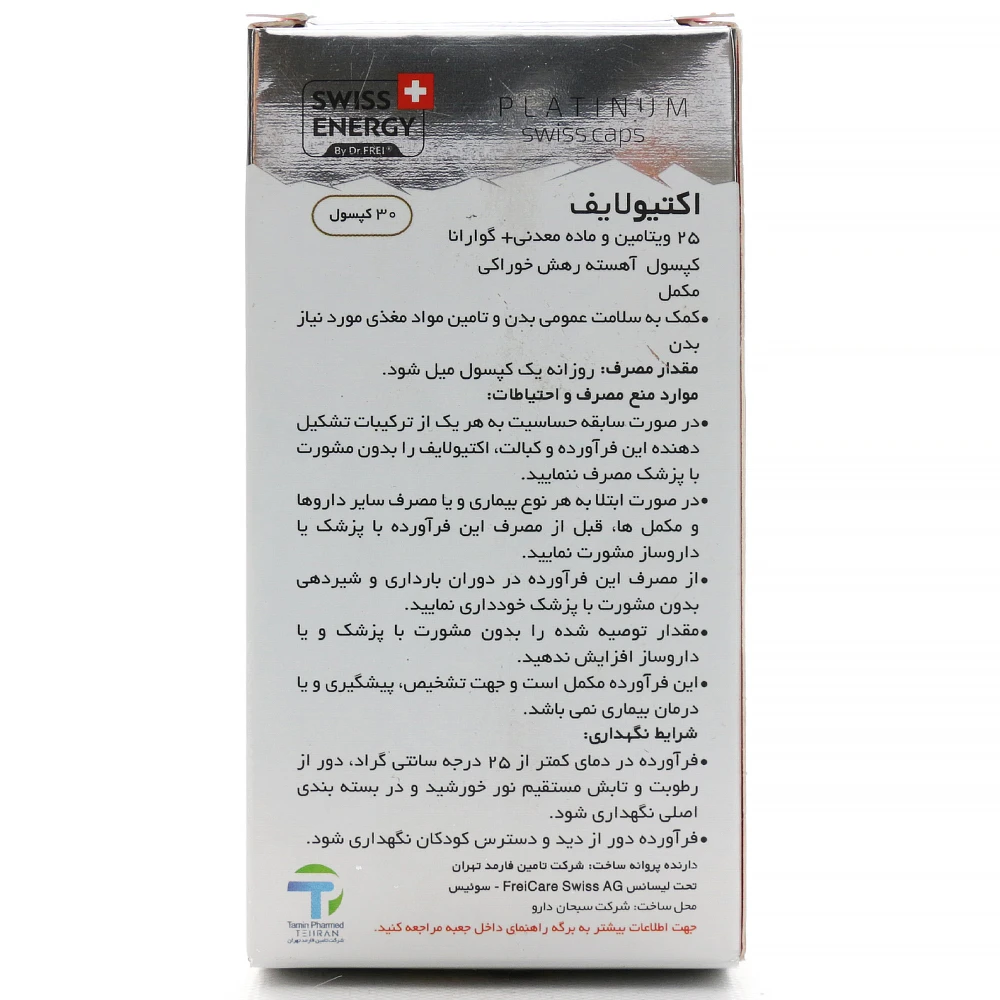 SWISS
ENERGY
By Dr.FREI®
PLATINUM
swiss caps
اکتیولایف
۳۰ کپسول
۲۵ ویتامین و ماده معدنی+ گوارانا
کپسول آهسته رهش خوراکی
مکمل
•کمک به سلامت عمومی بدن و تامین مواد مغذی مورد نیاز
بدن
مقدار مصرف: روزانه یک کپسول میل شود.
موارد منع مصرف و احتیاطات:
•در صورت سابقه حساسیت به هر یک از ترکیبات تشکیل
دهنده این فرآورده و کبالت، اکتیولایف را بدون مشورت
با پزشک مصرف ننمایید.
•در صورت ابتلا به هر نوع بیماری و یا مصرف سایر داروها
و مکمل ها، قبل از مصرف این فرآورده با پزشک یا
داروساز مشورت نمایید.
•از مصرف این فرآورده در دوران بارداری و شیردهی
بدون مشورت با پزشک خودداری نمایید.
•مقدار توصیه شده را بدون مشورت با پزشک و یا
داروساز افزایش ندهید.
•این فرآورده مکمل است و جهت تشخیص، پیشگیری و یا
درمان بیماری نمی باشد.
شرایط نگهداری:
•فرآورده در دمای کمتر از ۲۵ درجه سانتی گراد، دور از
رطوبت و تابش مستقیم نور خورشید و در بسته بندی
اصلی نگهداری شود.
•فرآورده دور از دید و دسترس کودکان نگهداری شود.
دارنده پروانه ساخت: شرکت تامین فارمد تهران
تحت لیسانس FreiCare Swiss AG - سوئیس
محل ساخت: شرکت سبحان دارو
جهت اطلاعات بیشتر به برگه راهنمای داخل جعبه مراجعه کنید.
Tamin Pharmed
TEHRAN
شرکت تامین فارمد تهران